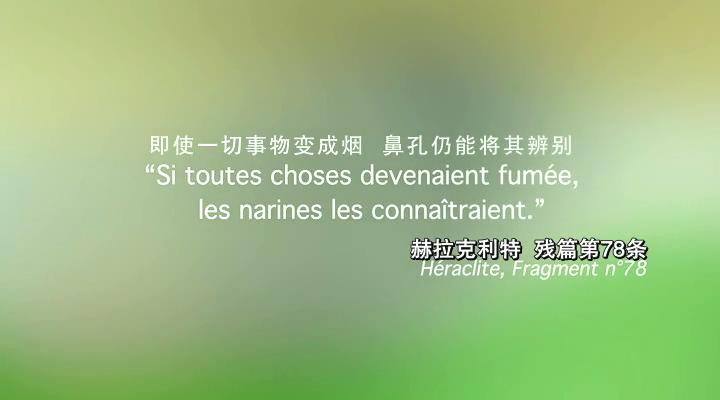 即使一切事物变成烟 鼻孔仍能将其辨别
“Si toutes choses devenaient fumée,
les narines les connaîtraient.”
赫拉克利特 残篇第78条
Héraclite, Fragment n°78